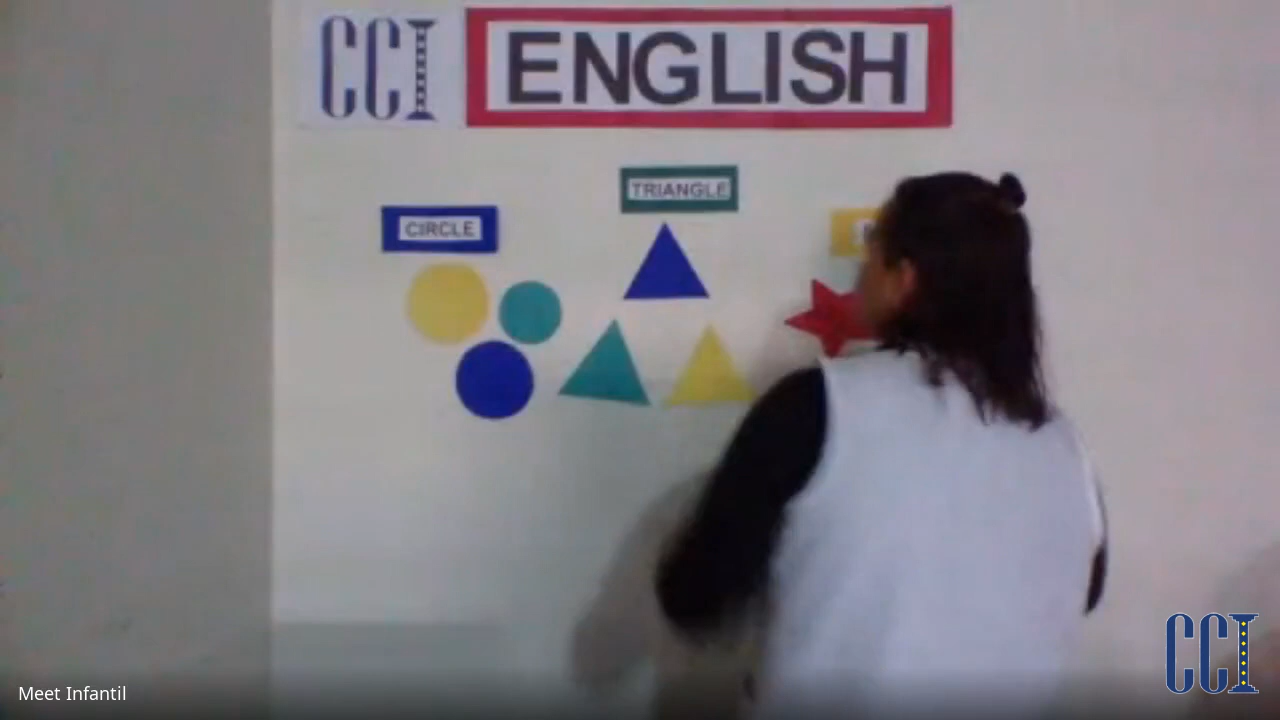 CCI
ENGLISH
TRIANGLE
CIRCLE
Meet Infantil
CCI